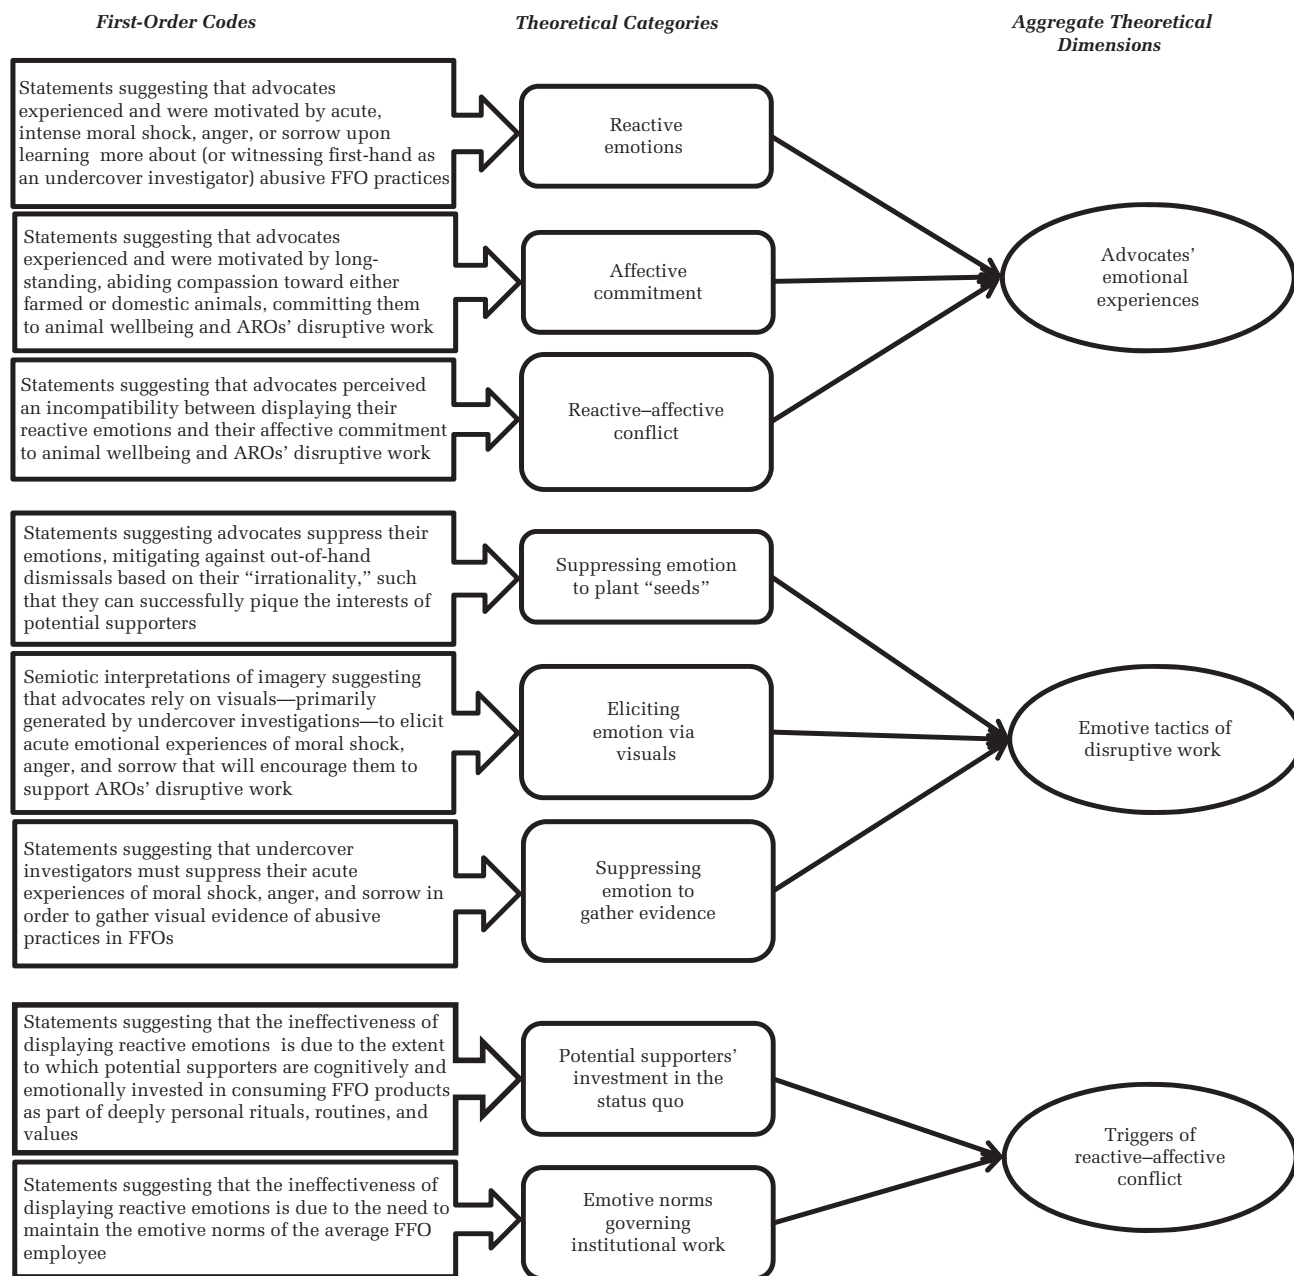 First-Order Codes
Theoretical Categories
Aggregate Theoretical
Dimensions
Statements suggesting that advocates
experienced and were motivated by acute,
intense moral shock, anger, or sorrow upon
learning more about (or witnessing first-hand as
an undercover investigator) abusive FFO practices
Reactive
emotions
Statements suggesting that advocates
experienced and were motivated by long-
standing, abiding compassion toward either
farmed or domestic animals, committing them
to animal wellbeing and AROs’ disruptive work
Affective
commitment
Advocates’
emotional
experiences
Statements suggesting that advocates perceived
an incompatibility between displaying their
reactive emotions and their affective commitment
to animal wellbeing and AROs’ disruptive work
Reactive–affective
conflict
Statements suggesting advocates suppress their
emotions, mitigating against out-of-hand
dismissals based on their “irrationality,” such
that they can successfully pique the interests of
potential supporters
Suppressing emotion
to plant “seeds”
Semiotic interpretations of imagery suggesting
that advocates rely on visuals—primarily
generated by undercover investigations—to elicit
acute emotional experiences of moral shock,
anger, and sorrow that will encourage them to
support AROs’ disruptive work
Eliciting
emotion via
visuals
Emotive tactics of
disruptive work
Statements suggesting that undercover
investigators must suppress their acute
experiences of moral shock, anger, and sorrow in
order to gather visual evidence of abusive
practices in FFOs
Suppressing
emotion to
gather evidence
Statements suggesting that the ineffectiveness of
displaying reactive emotions is due to the extent
to which potential supporters are cognitively and
emotionally invested in consuming FFO products
as part of deeply personal rituals, routines, and
values
Potential supporters’
investment in the
status quo
Triggers of
reactive–affective
conflict
Statements suggesting that the ineffectiveness of
displaying reactive emotions is due to the need to
maintain the emotive norms of the average FFO
employee
Emotive norms
governing
institutional work